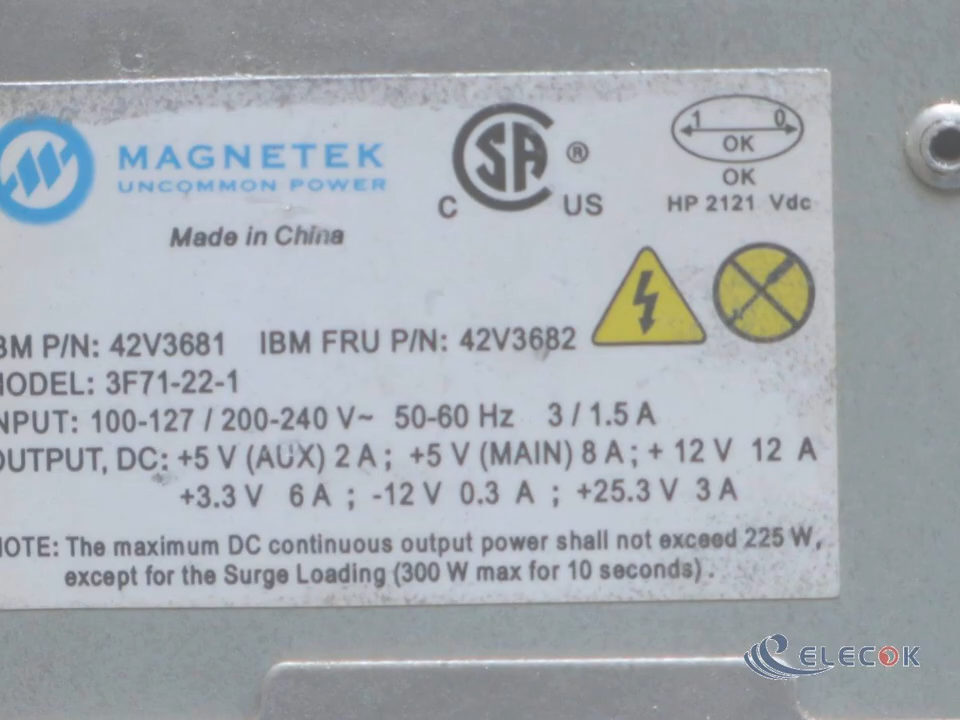 MAGNETEK
UNCOMMON POWER
Made in China
C SA ® US
1 0
OK
OK
HP 2121 Vdc
BM P/N: 42V3681 IBM FRU P/N: 42V3682
MODEL: 3F71-22-1
NPUT: 100-127 / 200-240 V~ 50-60 Hz 3 / 1.5 A
OUTPUT, DC: +5 V (AUX) 2 A ; +5 V (MAIN) 8 A ; + 12 V 12 A
+3.3 V 6 A ; -12 V 0.3 A ; +25.3 V 3 A
NOTE: The maximum DC continuous output power shall not exceed 225 W,
except for the Surge Loading (300 W max for 10 seconds) .
ELECOK